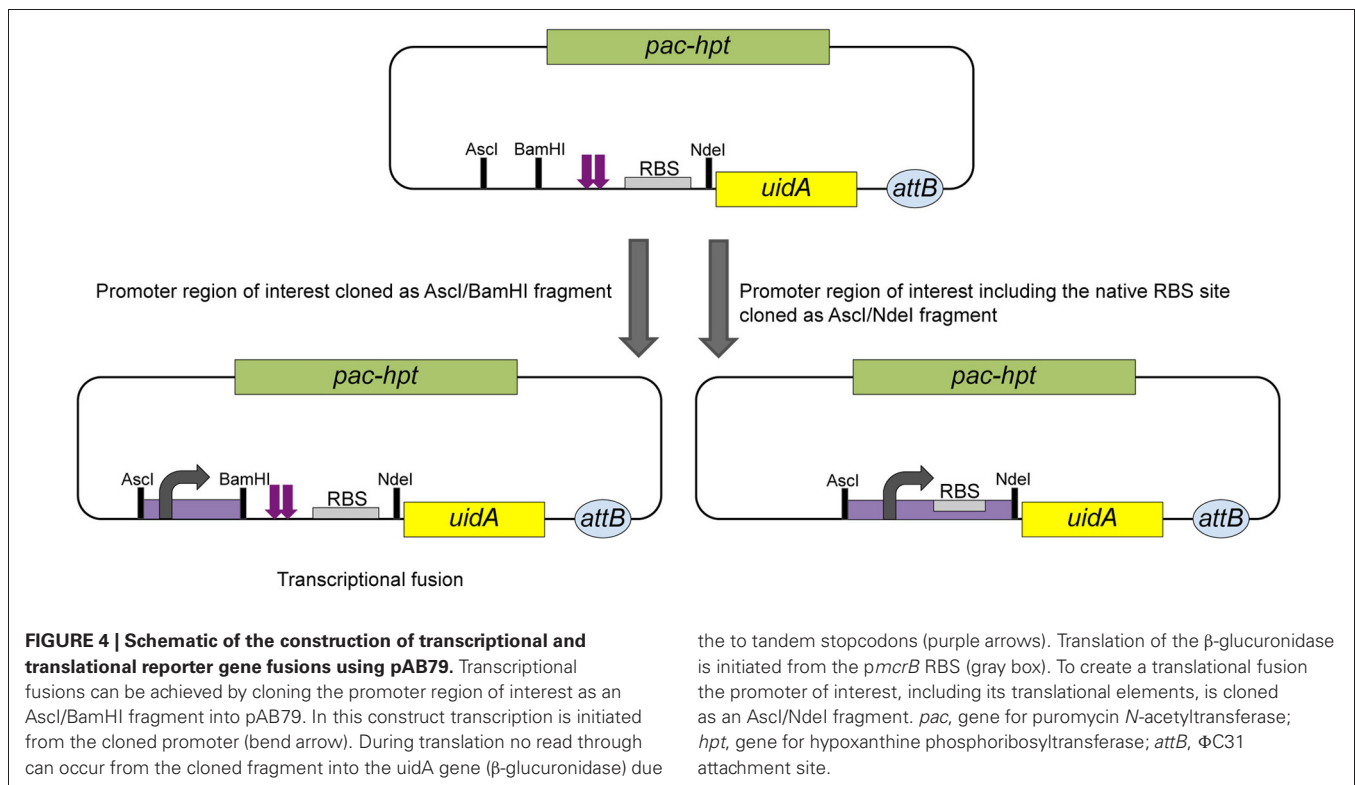 pac-hpt
AscI
BamHI
RBS
NdeI
uidA
attB
Promoter region of interest cloned as AscI/BamHI fragment
Promoter region of interest including the native RBS site
cloned as AscI/NdeI fragment
pac-hpt
AscI
BamHI
RBS
NdeI
uidA
attB
Transcriptional fusion
pac-hpt
AscI
RBS
NdeI
uidA
attB
FIGURE 4 | Schematic of the construction of transcriptional and
translational reporter gene fusions using pAB79. Transcriptional
fusions can be achieved by cloning the promoter region of interest as an
AscI/BamHI fragment into pAB79. In this construct transcription is initiated
from the cloned promoter (bend arrow). During translation no read through
can occur from the cloned fragment into the uidA gene (β-glucuronidase) due
the to tandem stopcodons (purple arrows). Translation of the β-glucuronidase
is initiated from the pmcrB RBS (gray box). To create a translational fusion
the promoter of interest, including its translational elements, is cloned
as an AscI/NdeI fragment. pac, gene for puromycin N-acetyltransferase;
hpt, gene for hypoxanthine phosphoribosyltransferase; attB, ΦC31
attachment site.